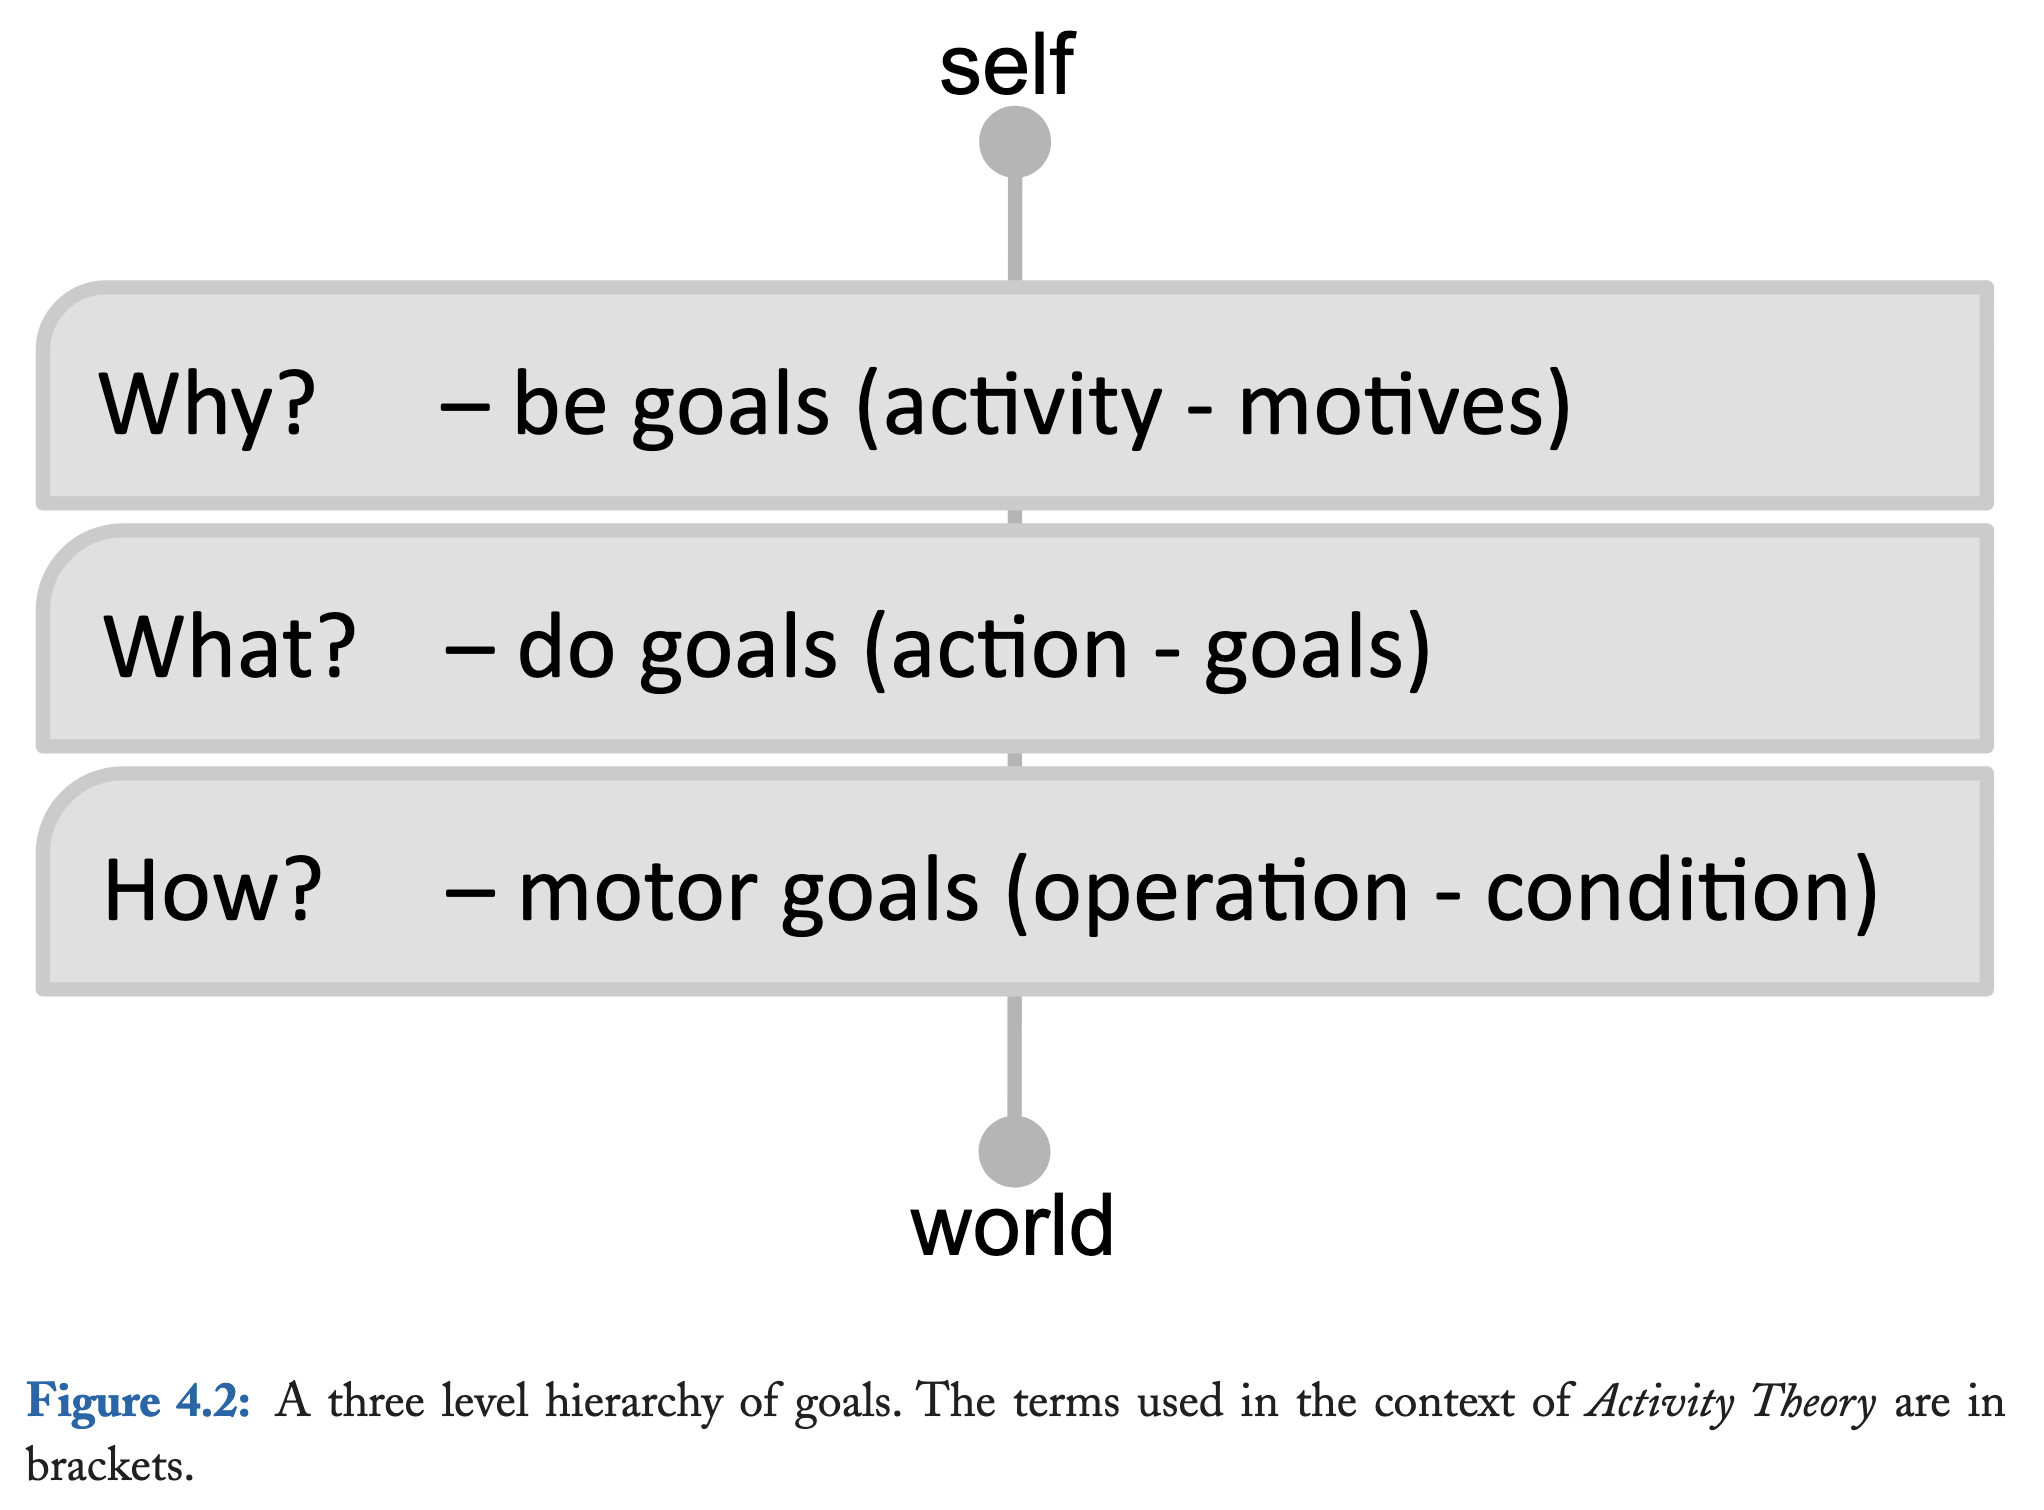 self
Why? – be goals (activity - motives)
What? – do goals (action - goals)
How? – motor goals (operation - condition)
world
Figure 4.2: A three level hierarchy of goals. The terms used in the context of Activity Theory are in
brackets.